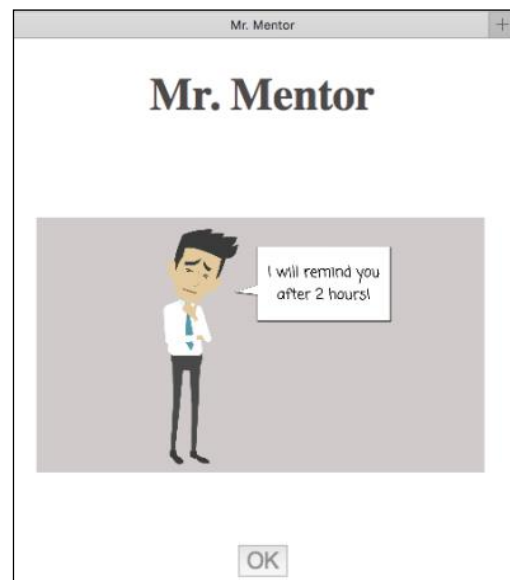 Mr. Mentor
+
Mr. Mentor
I will remind you
after 2 hours!
OK